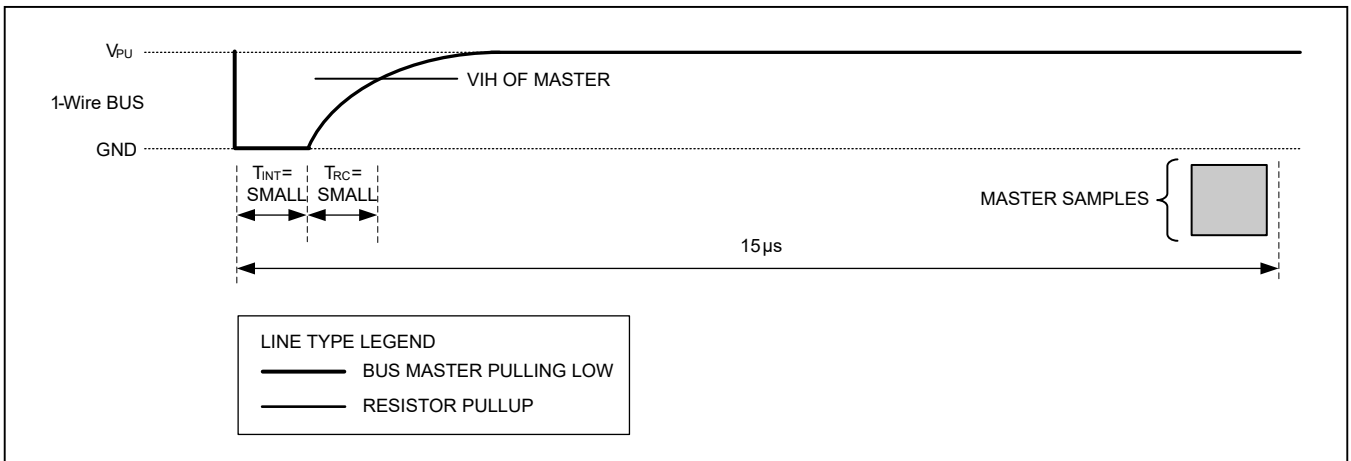 VPU
VIH OF MASTER
1-Wire BUS
GND
TINT=
SMALL
TRC=
SMALL
MASTER SAMPLES
15µs
LINE TYPE LEGEND
BUS MASTER PULLING LOW
RESISTOR PULLUP